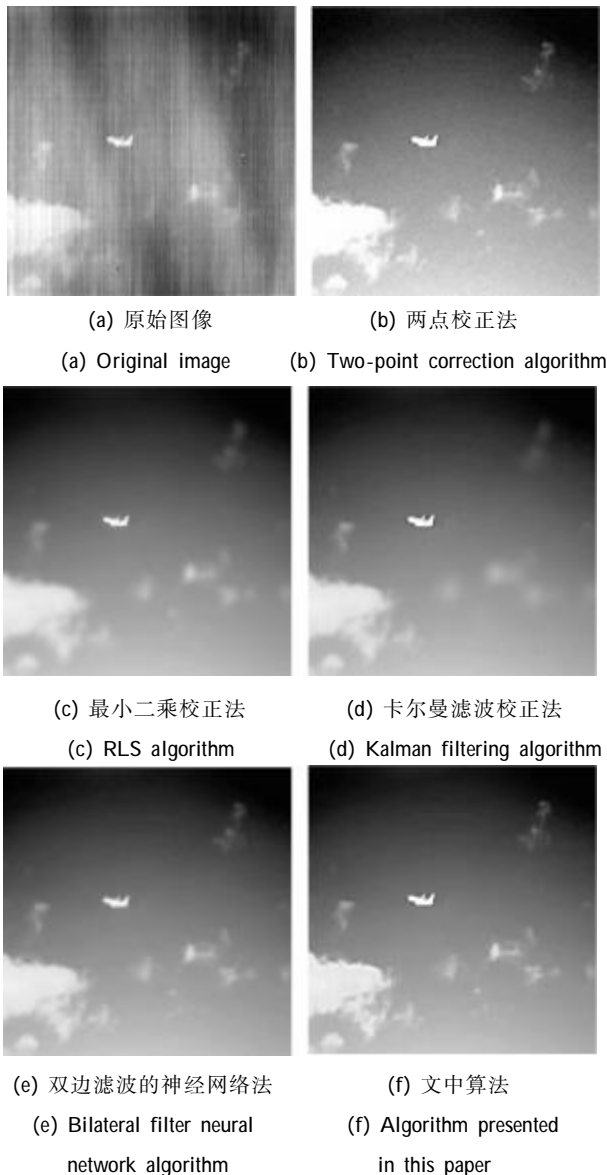 (a) 原始图像
(b) 两点校正法
(a) Original image
(b) Two-point correction algorithm
(c) 最小二乘校正法
(d) 卡尔曼滤波校正法
(c) RLS algorithm
(d) Kalman filtering algorithm
(e) 双边滤波的神经网络法
(f) 文中算法
(e) Bilateral filter neural
(f) Algorithm presented
network algorithm
in this paper